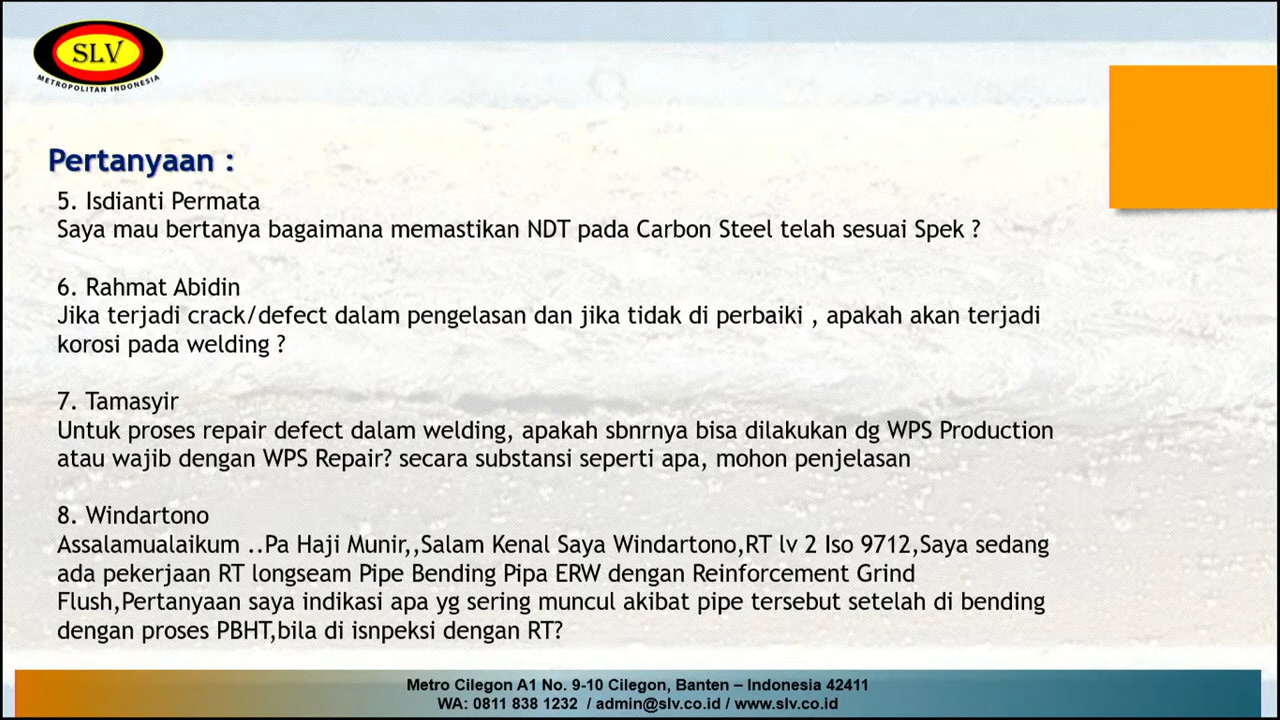 SLV
METROPOLITAN INDONESIA
Pertanyaan :
5. Isdianti Permata
Saya mau bertanya bagaimana memastikan NDT pada Carbon Steel telah sesuai Spek ?
6. Rahmat Abidin
Jika terjadi crack/defect dalam pengelasan dan jika tidak di perbaiki , apakah akan terjadi
korosi pada welding ?
7. Tamasyir
Untuk proses repair defect dalam welding, apakah sbnrnya bisa dilakukan dg WPS Production
atau wajib dengan WPS Repair? secara substansi seperti apa, mohon penjelasan
8. Windartono
Assalamualaikum ..Pa Haji Munir,,Salam Kenal Saya Windartono,RT lv 2 Iso 9712,Saya sedang
ada pekerjaan RT longseam Pipe Bending Pipa ERW dengan Reinforcement Grind
Flush,Pertanyaan saya indikasi apa yg sering muncul akibat pipe tersebut setelah di bending
dengan proses PBHT,bila di isnpeksi dengan RT?
Metro Cilegon A1 No. 9-10 Cilegon, Banten – Indonesia 42411
WA: 0811 838 1232 / admin@slv.co.id / www.slv.co.id